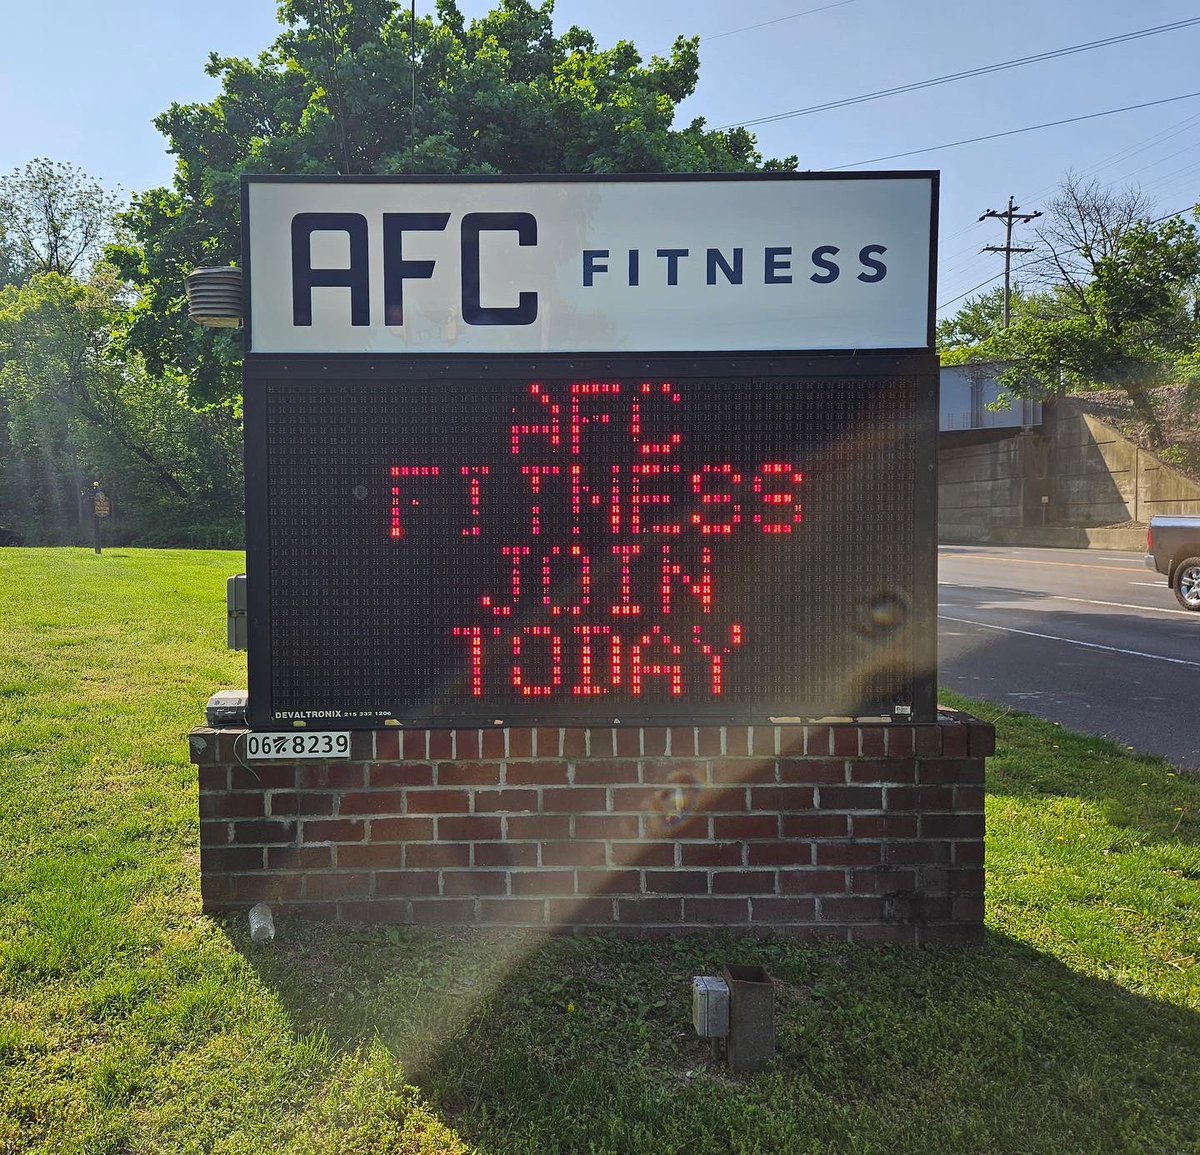 AFC FITNESS
AFC
FITNESS
JOIN
TODAY
DEVALTRONIX 215 332 1206
06 8239